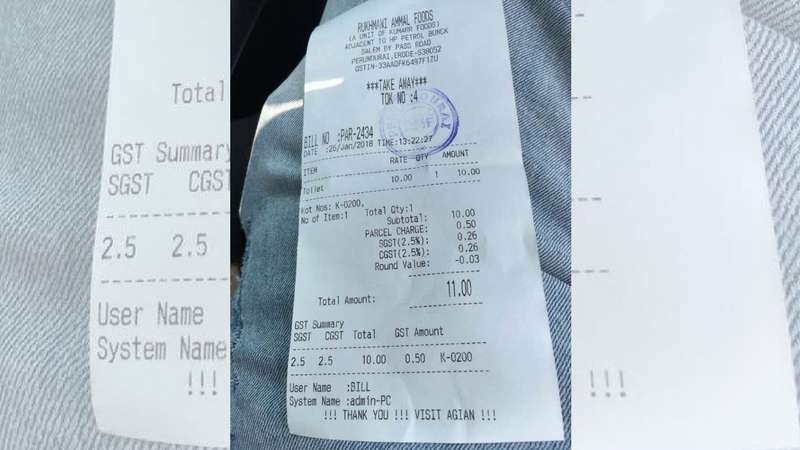 RUKHMANI AMMAL FOODS
(A UNIT OF KUMARR FOODS)
ADJACENT TO HP PETROL BUNCK
SALEM BY PASS ROAD
PERUNDURAI,ERODE-638052
GSTIN-33AAQFK6497F1ZU
***TAKE AWAY***
TOK NO :4
BILL NO :PAR-2434
DATE :26/Jan/2018 TIME:13:22:27
ITEM RATE QTY AMOUNT
Toilet 10.00 1 10.00
Kot Nos: K-0200,
No of Item:1 Total Qty:1
Subtotal: 10.00
PARCEL CHARGE: 0.50
SGST(2.5%): 0.26
CGST(2.5%): 0.26
Round Value: -0.03
Total Amount: 11.00
GST Summary
SGST CGST Total GST Amount
2.5 2.5 10.00 0.50 K-0200
User Name :BILL
System Name :admin-PC
!!! THANK YOU !!! VISIT AGIAN !!!
Total
GST Summary
SGST CGST
2.5 2.5
User Name
System Name
!!!
!!!